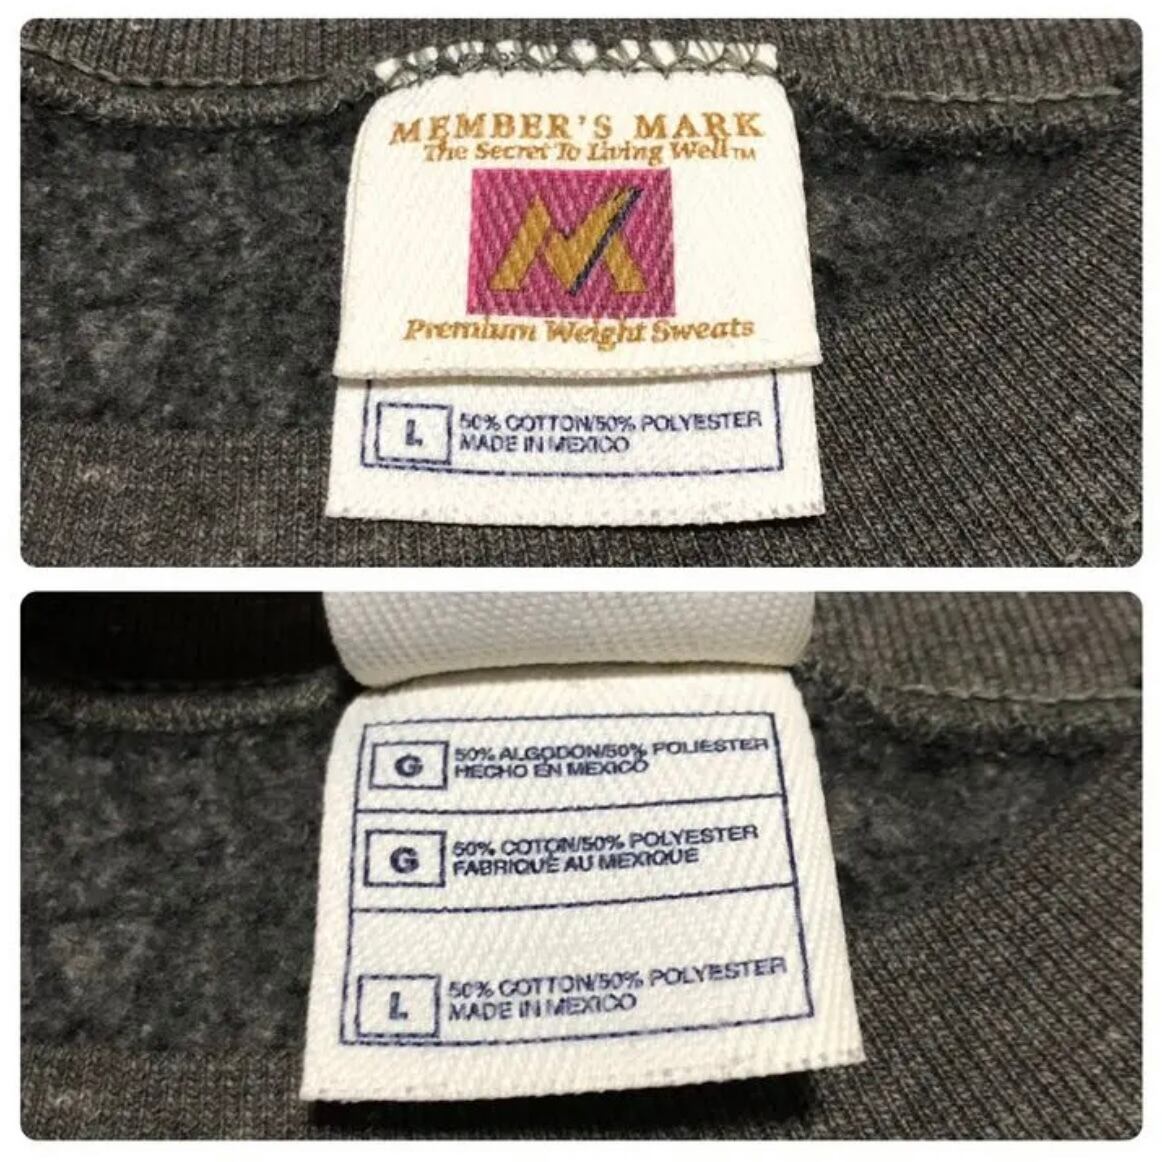 MEMBER'S MARK
The Secret To Living Well™
M
Premium Weight Sweats
L
50% COTTON/50% POLYESTER
MADE IN MEXICO
G
50% ALGODON/50% POLIESTER
HECHO EN MEXICO
G
50% COTON/50% POLYESTER
FABRIQUÉ AU MEXIQUE
L
50% COTTON/50% POLYESTER
MADE IN MEXICO